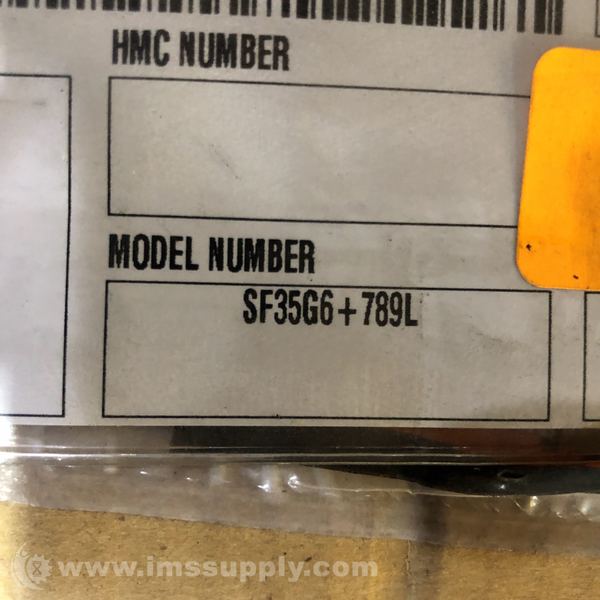 HMC NUMBER
MODEL NUMBER
SF35G6+789L
www.imssupply.com